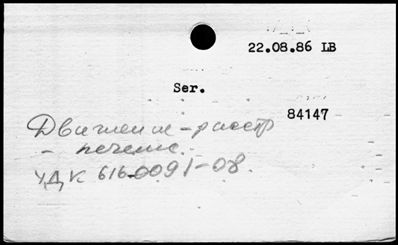 22.08.86 LB
Ser.
84147
Движение-расстр
- лечение.
УДК 616-0091-08.